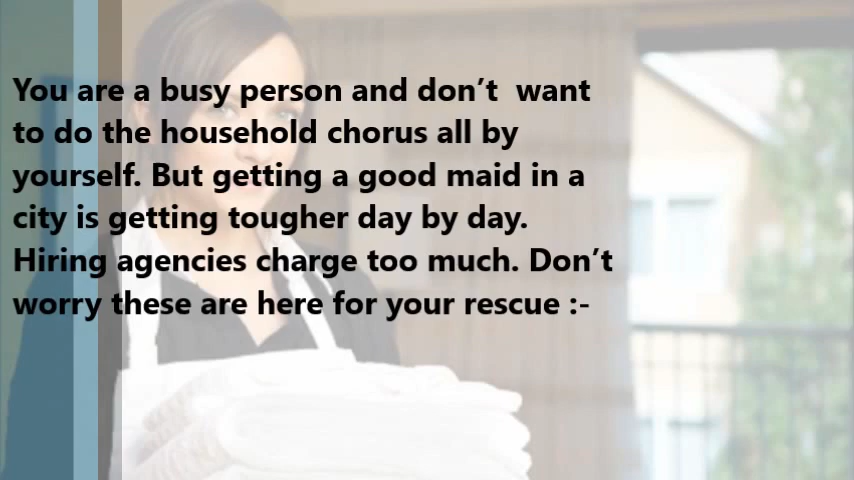 You are a busy person and don’t  want
to do the household chorus all by
yourself. But getting a good maid in a
city is getting tougher day by day.
Hiring agencies charge too much. Don’t
worry these are here for your rescue :-